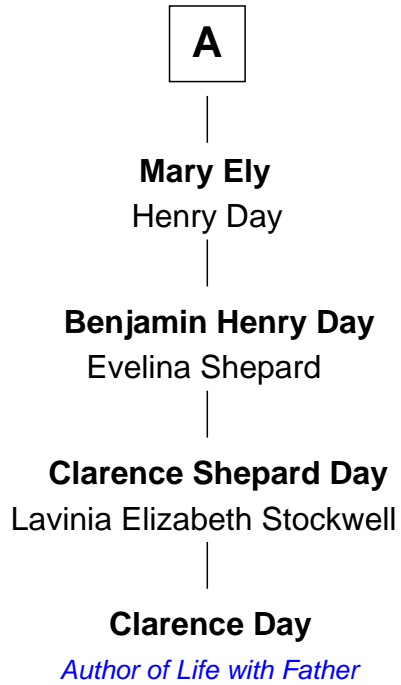 A
Mary Ely
Henry Day
Benjamin Henry Day
Evelina Shepard
Clarence Shepard Day
Lavinia Elizabeth Stockwell
Clarence Day
Author of Life with Father